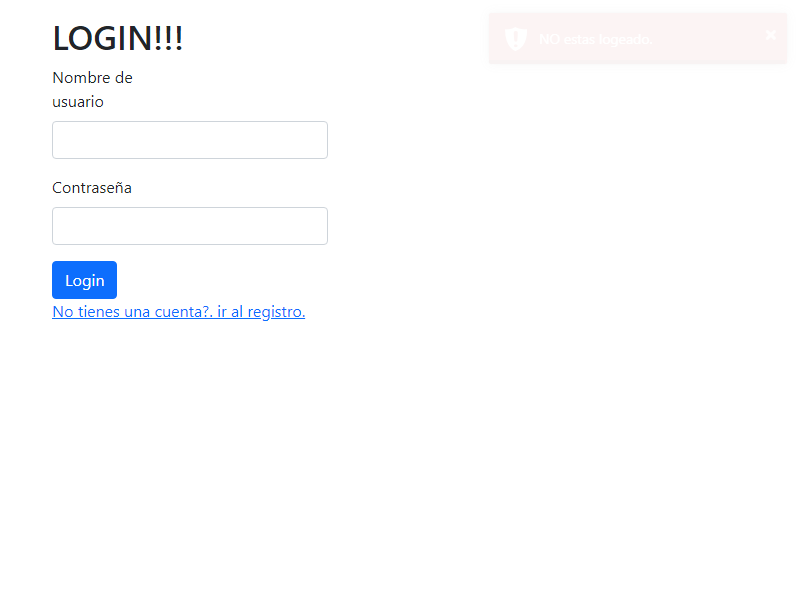 LOGIN!!!
NO estas logeado.
Nombre de
usuario
Contraseña
Login
No tienes una cuenta?. ir al registro.